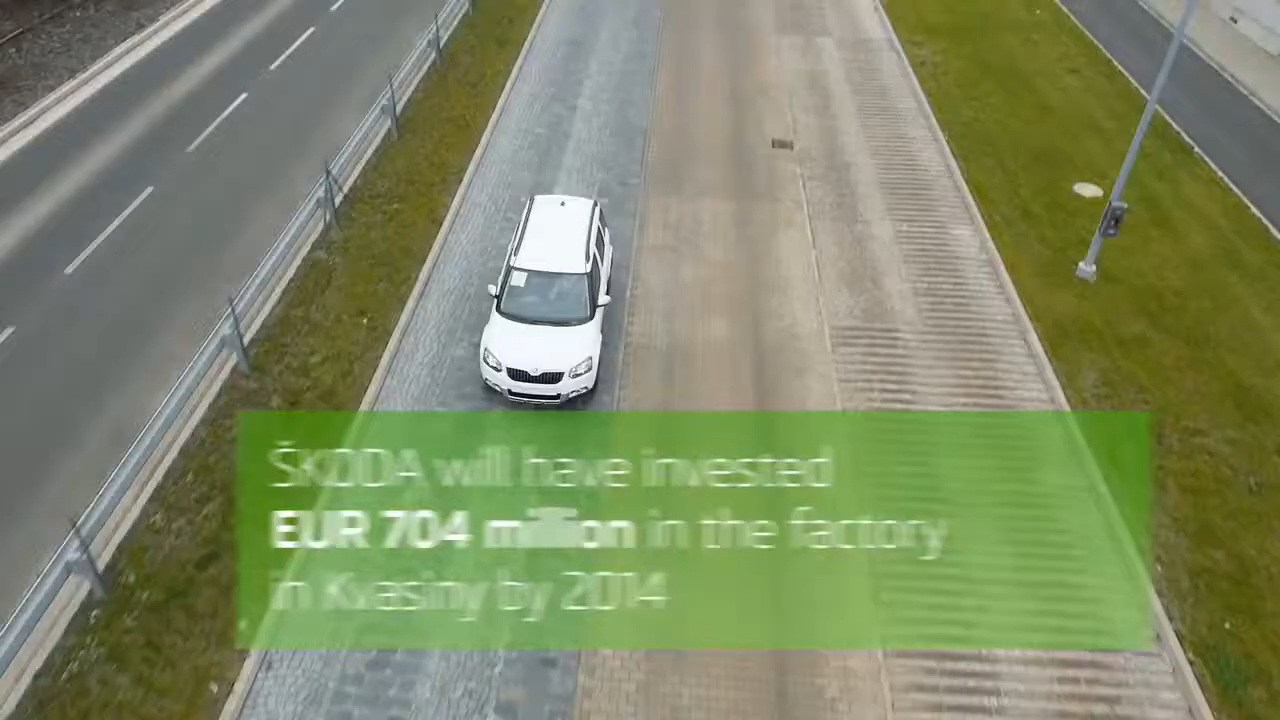 ŠKODA will have invested
EUR 704 million in the factory
in Kvasiny by 2014